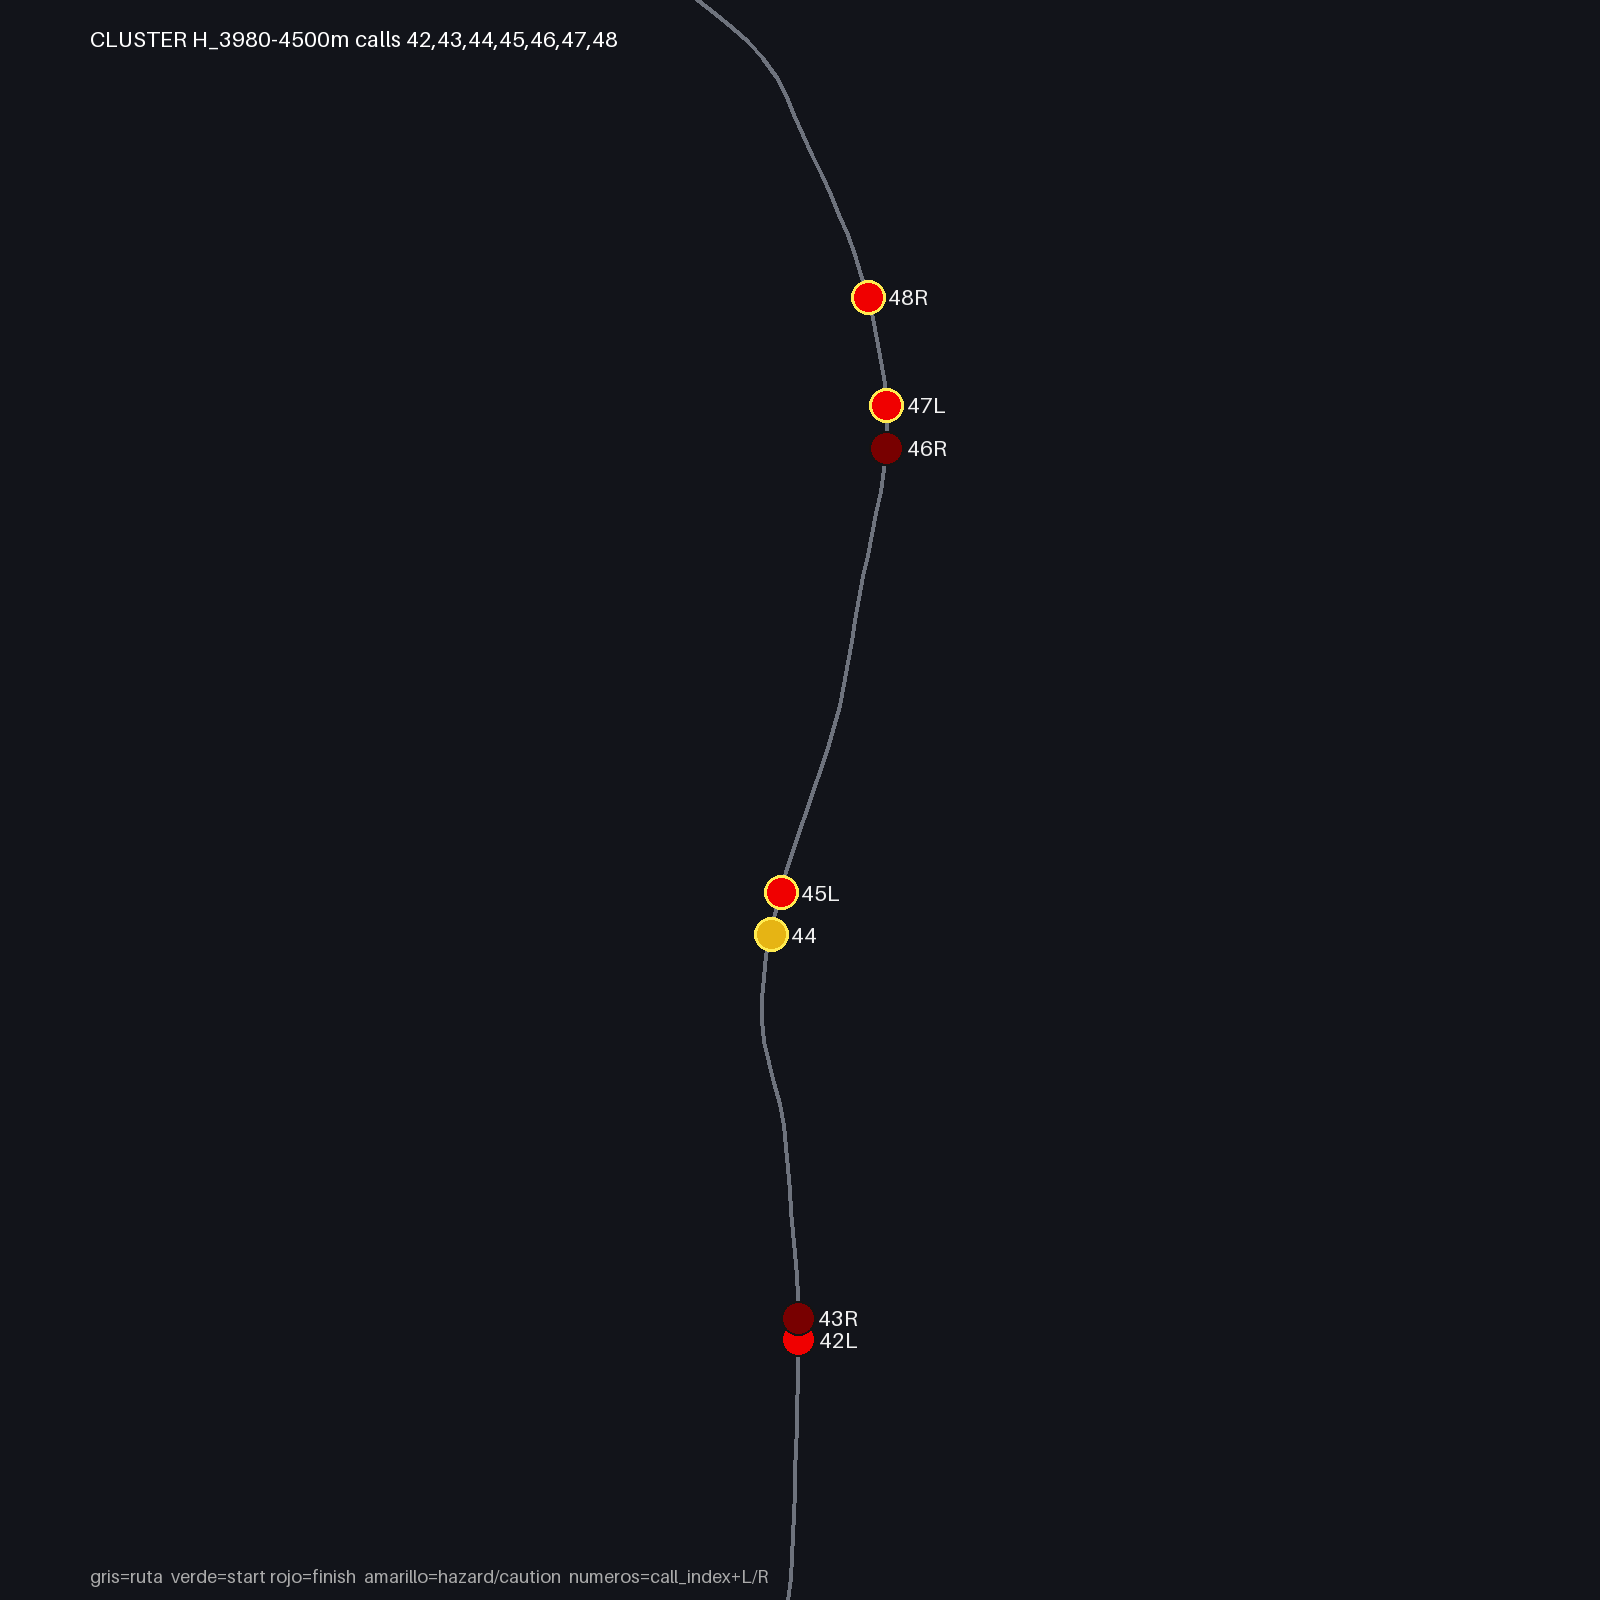 CLUSTER H_3980-4500m calls 42,43,44,45,46,47,48
48R
47L
46R
45L
44
43R
42L
gris=ruta verde=start rojo=finish amarillo=hazard/caution numeros=call_index+L/R